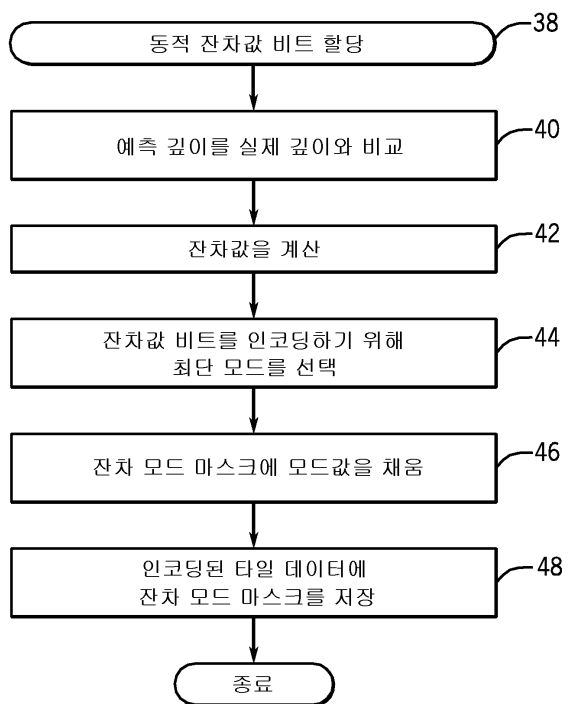 동적 잔차값 비트 할당
38
예측 깊이를 실제 깊이와 비교
40
잔차값을 계산
42
잔차값 비트를 인코딩하기 위해
최단 모드를 선택
44
잔차 모드 마스크에 모드값을 채움
46
인코딩된 타일 데이터에
잔차 모드 마스크를 저장
48
종료